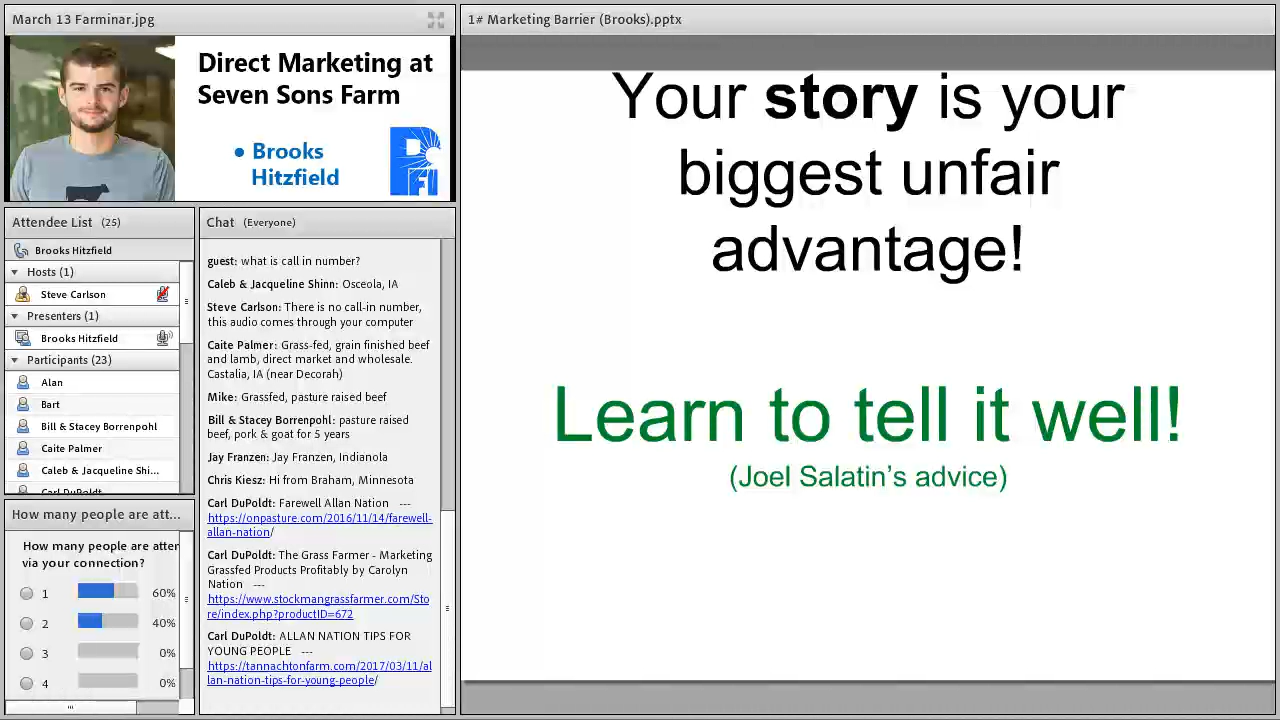 March 13 Farminar.jpg
Direct Marketing at
Seven Sons Farm
• Brooks
Hitzfield
PFI
Attendee List (25)
Brooks Hitzfield
Hosts (1)
Steve Carlson
Presenters (1)
Brooks Hitzfield
Participants (23)
Alan
Bart
Bill & Stacey Borrenpohl
Caite Palmer
Caleb & Jacqueline Shi...
Carl DuPoldt
How many people are att...
How many people are atter
via your connection?
1 60%
2 40%
3 0%
4 0%
Chat (Everyone)
guest: what is call in number?
Caleb & Jacqueline Shinn: Osceola, IA
Steve Carlson: There is no call-in number,
this audio comes through your computer
Caite Palmer: Grass-fed, grain finished beef
and lamb, direct market and wholesale.
Castalia, IA (near Decorah)
Mike: Grassfed, pasture raised beef
Bill & Stacey Borrenpohl: pasture raised
beef, pork & goat for 5 years
Jay Franzen: Jay Franzen, Indianola
Chris Kiesz: Hi from Braham, Minnesota
Carl DuPoldt: Farewell Allan Nation ---
https://onpasture.com/2016/11/14/farewell-
allan-nation/
Carl DuPoldt: The Grass Farmer - Marketing
Grassfed Products Profitably by Carolyn
Nation ---
https://www.stockmangrassfarmer.com/Sto
re/index.php?productID=672
Carl DuPoldt: ALLAN NATION TIPS FOR
YOUNG PEOPLE ---
https://tannachtonfarm.com/2017/03/11/al
lan-nation-tips-for-young-people/
1# Marketing Barrier (Brooks).pptx
Your story is your
biggest unfair
advantage!
Learn to tell it well!
(Joel Salatin’s advice)